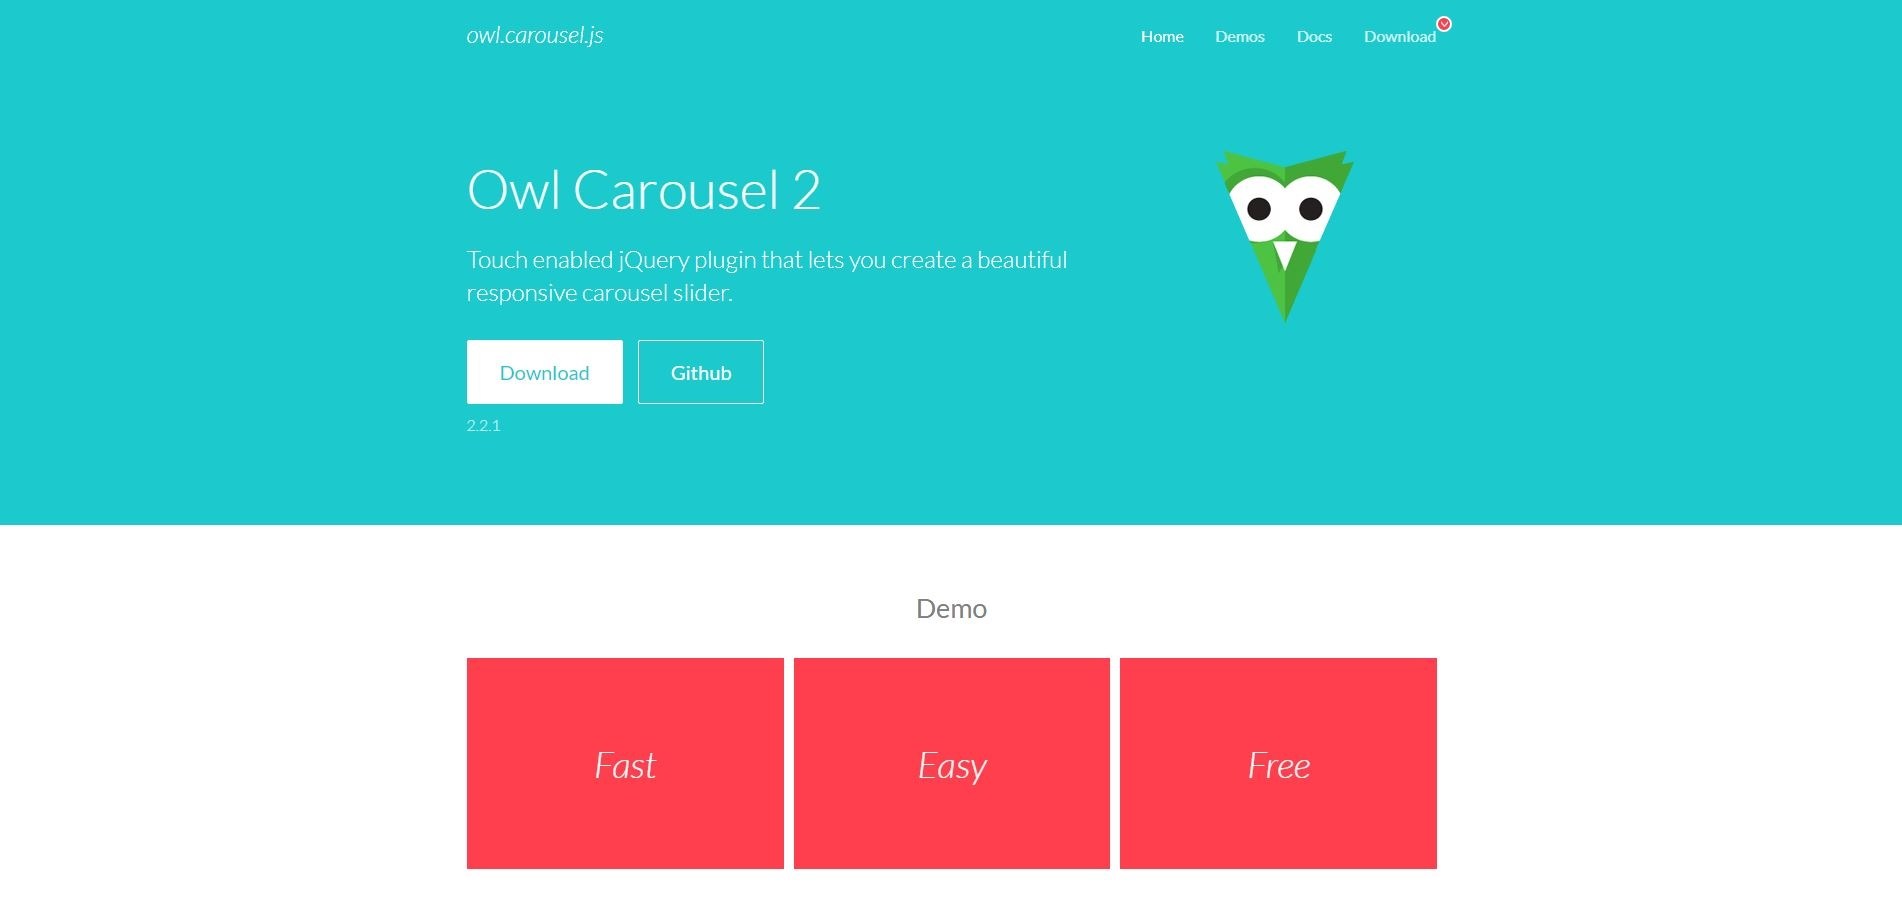 owl.carousel.js
Home Demos Docs Download
Owl Carousel 2
Touch enabled jQuery plugin that lets you create a beautiful
responsive carousel slider.
Download Github
2.2.1
Demo
Fast Easy Free